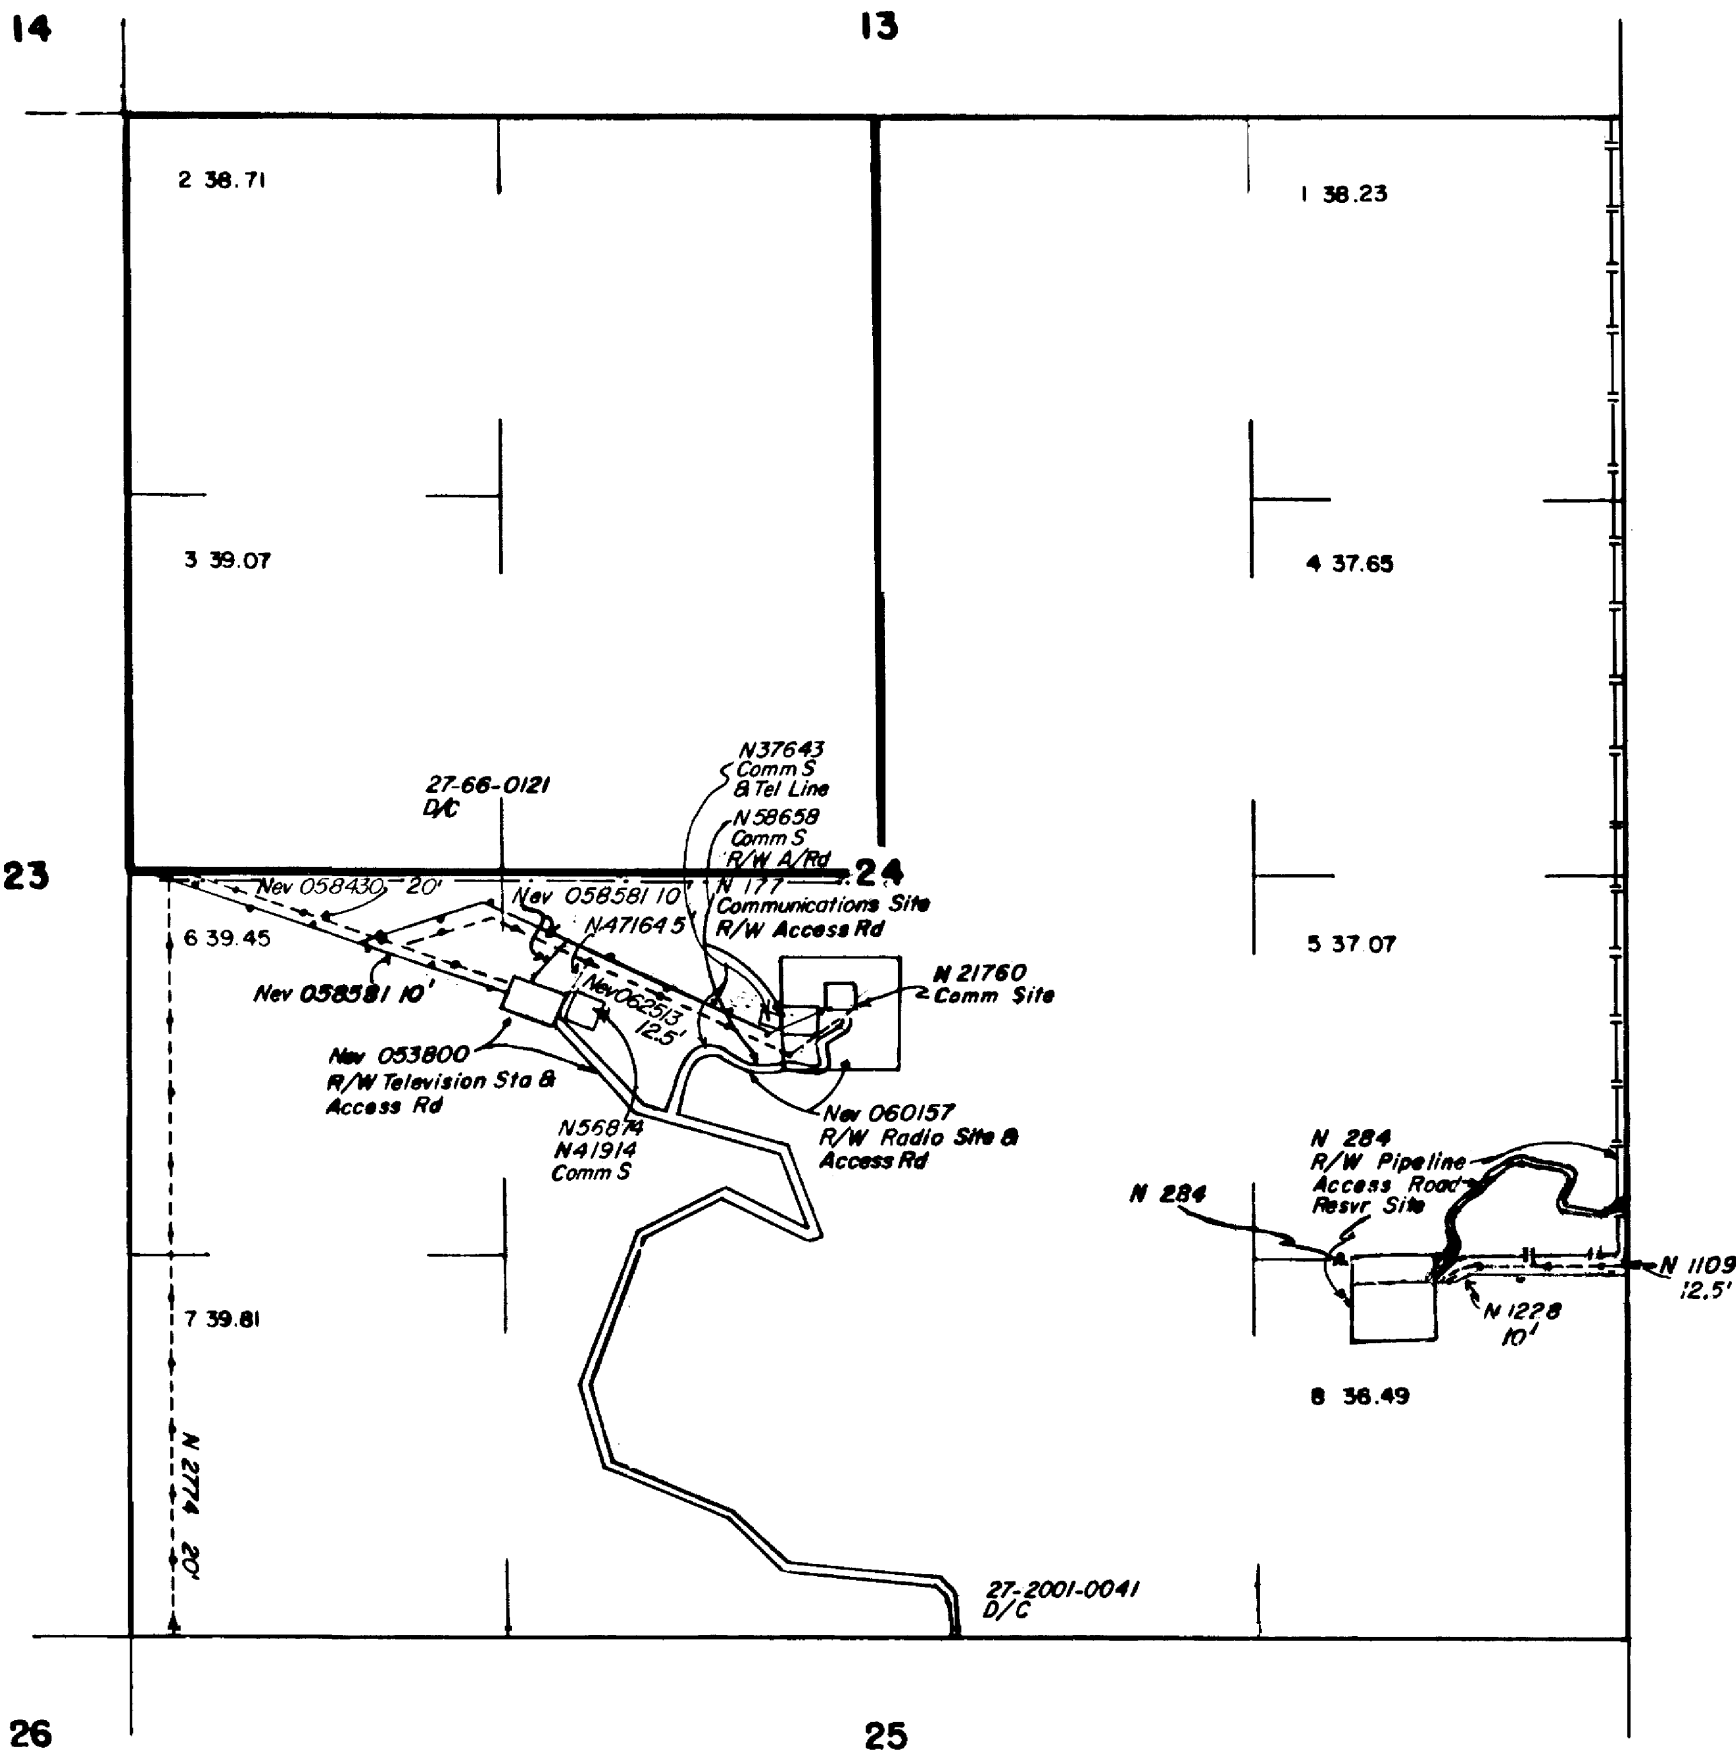 14
13
2 38.71
1 38.23
3 39.07
4 37.65
N37643
Comm S
& Tel Line
27-66-0121
D/C
N58658
Comm S
R/W A/Rd
23
24
Nev 058430 20'
Nev 058581 10'
N 177
Communications Site
R/W Access Rd
N47164 5
6 39.45
5 37.07
Nev 058581 10'
Nev 062513
12.5'
N 21760
Comm Site
Nev 053800
R/W Television Sta &
Access Rd
N56874
N41914
Comm S
Nev 060157
R/W Radio Site &
Access Rd
N 284
R/W Pipeline
Access Road
Resvr Site
N 284
N 1109
12.5'
N 1228
10'
7 39.81
8 36.49
N 2774 20'
27-2001-0041
D/C
26
25